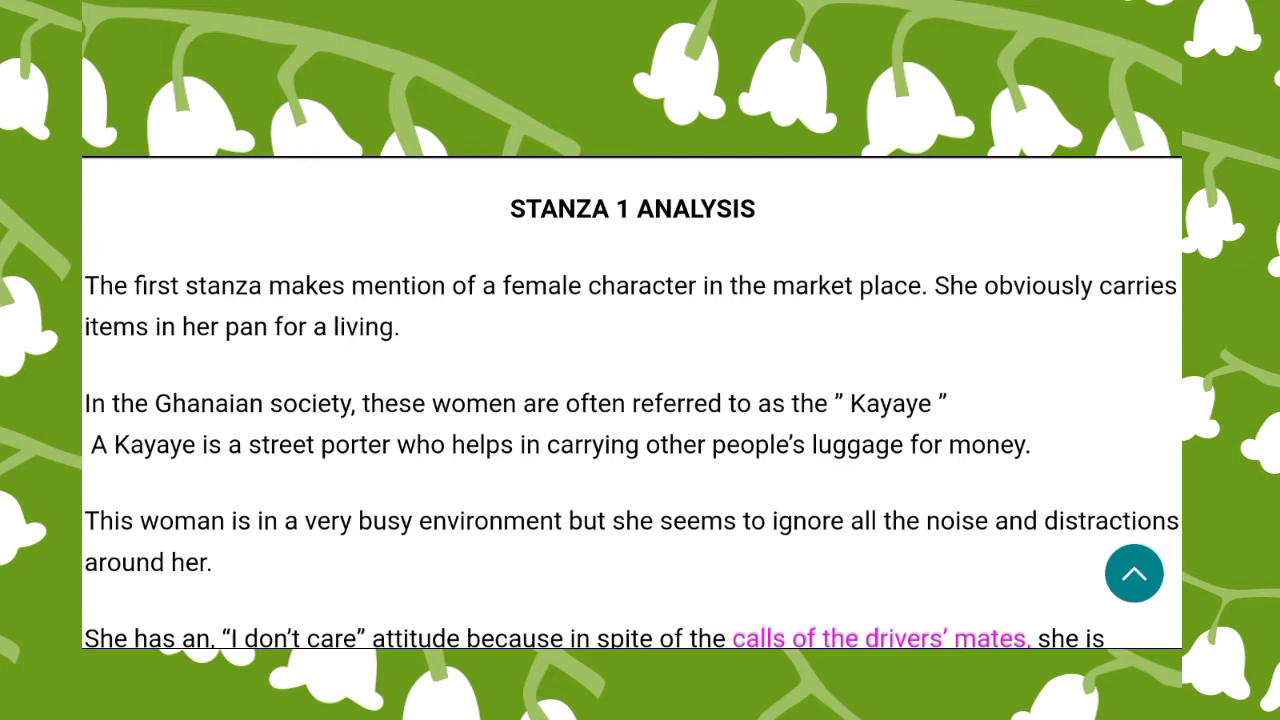 STANZA 1 ANALYSIS
The first stanza makes mention of a female character in the market place. She obviously carries
items in her pan for a living.
In the Ghanaian society, these women are often referred to as the ” Kayaye ”
A Kayaye is a street porter who helps in carrying other people’s luggage for money.
This woman is in a very busy environment but she seems to ignore all the noise and distractions
around her.
She has an, “I don’t care” attitude because in spite of the calls of the drivers’ mates, she is